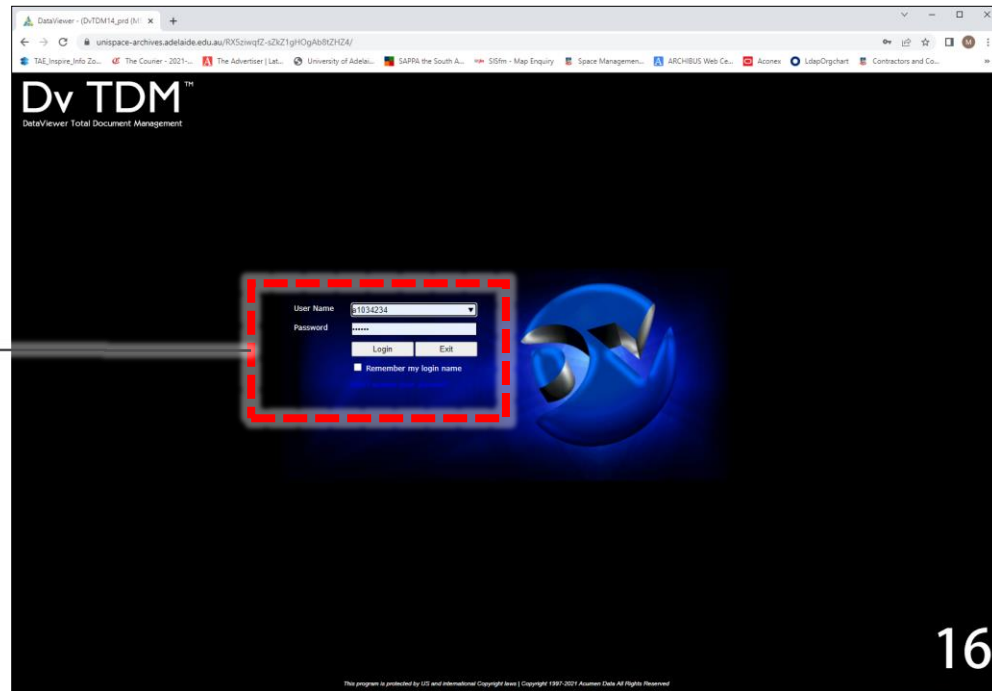 DataViewer - (DvTDM14_prd (M
unispace-archives.adelaide.edu.au/RX5ziwqfZ-sZkZ1gHOgAb8tZHZ4/
TAE_Inspire_Info Zo... The Courier - 2021-... The Advertiser | Lat... University of Adelai... SAPPA the South A... SISfm - Map Enquiry Space Managemen... ARCHIBUS Web Ce... Aconex LdapOrgchart Contractors and Co... »
Dv TDM™
DataViewer Total Document Management
User Name a1034234
Password ••••••
Login Exit
Remember my login name
16
This program is protected by US and international Copyright laws | Copyright 1997-2021 Acumen Data All Rights Reserved